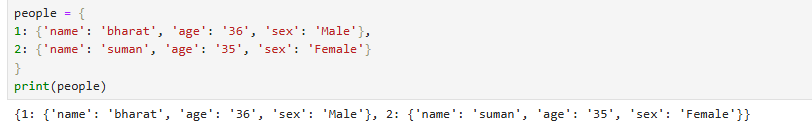 people = {
1: {'name': 'bharat', 'age': '36', 'sex': 'Male'},
2: {'name': 'suman', 'age': '35', 'sex': 'Female'}
}
print(people)
{1: {'name': 'bharat', 'age': '36', 'sex': 'Male'}, 2: {'name': 'suman', 'age': '35', 'sex': 'Female'}}